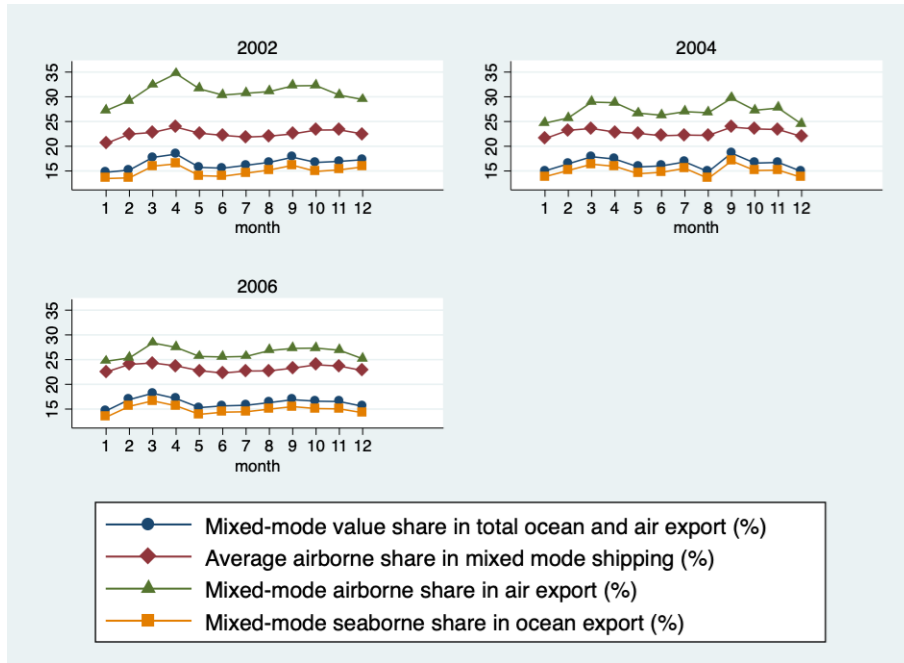 2002
35
30
25
20
15
1 2 3 4 5 6 7 8 9 10 11 12
month
2004
35
30
25
20
15
1 2 3 4 5 6 7 8 9 10 11 12
month
2006
35
30
25
20
15
1 2 3 4 5 6 7 8 9 10 11 12
month
Mixed-mode value share in total ocean and air export (%)
Average airborne share in mixed mode shipping (%)
Mixed-mode airborne share in air export (%)
Mixed-mode seaborne share in ocean export (%)